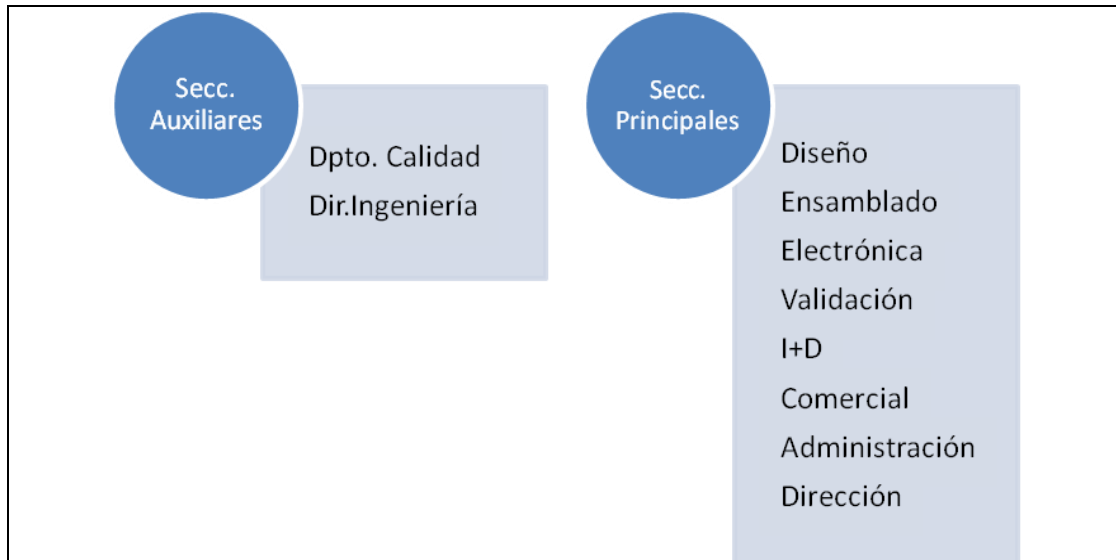 Secc.
Auxiliares
Dpto. Calidad
Dir.Ingeniería
Secc.
Principales
Diseño
Ensamblado
Electrónica
Validación
I+D
Comercial
Administración
Dirección